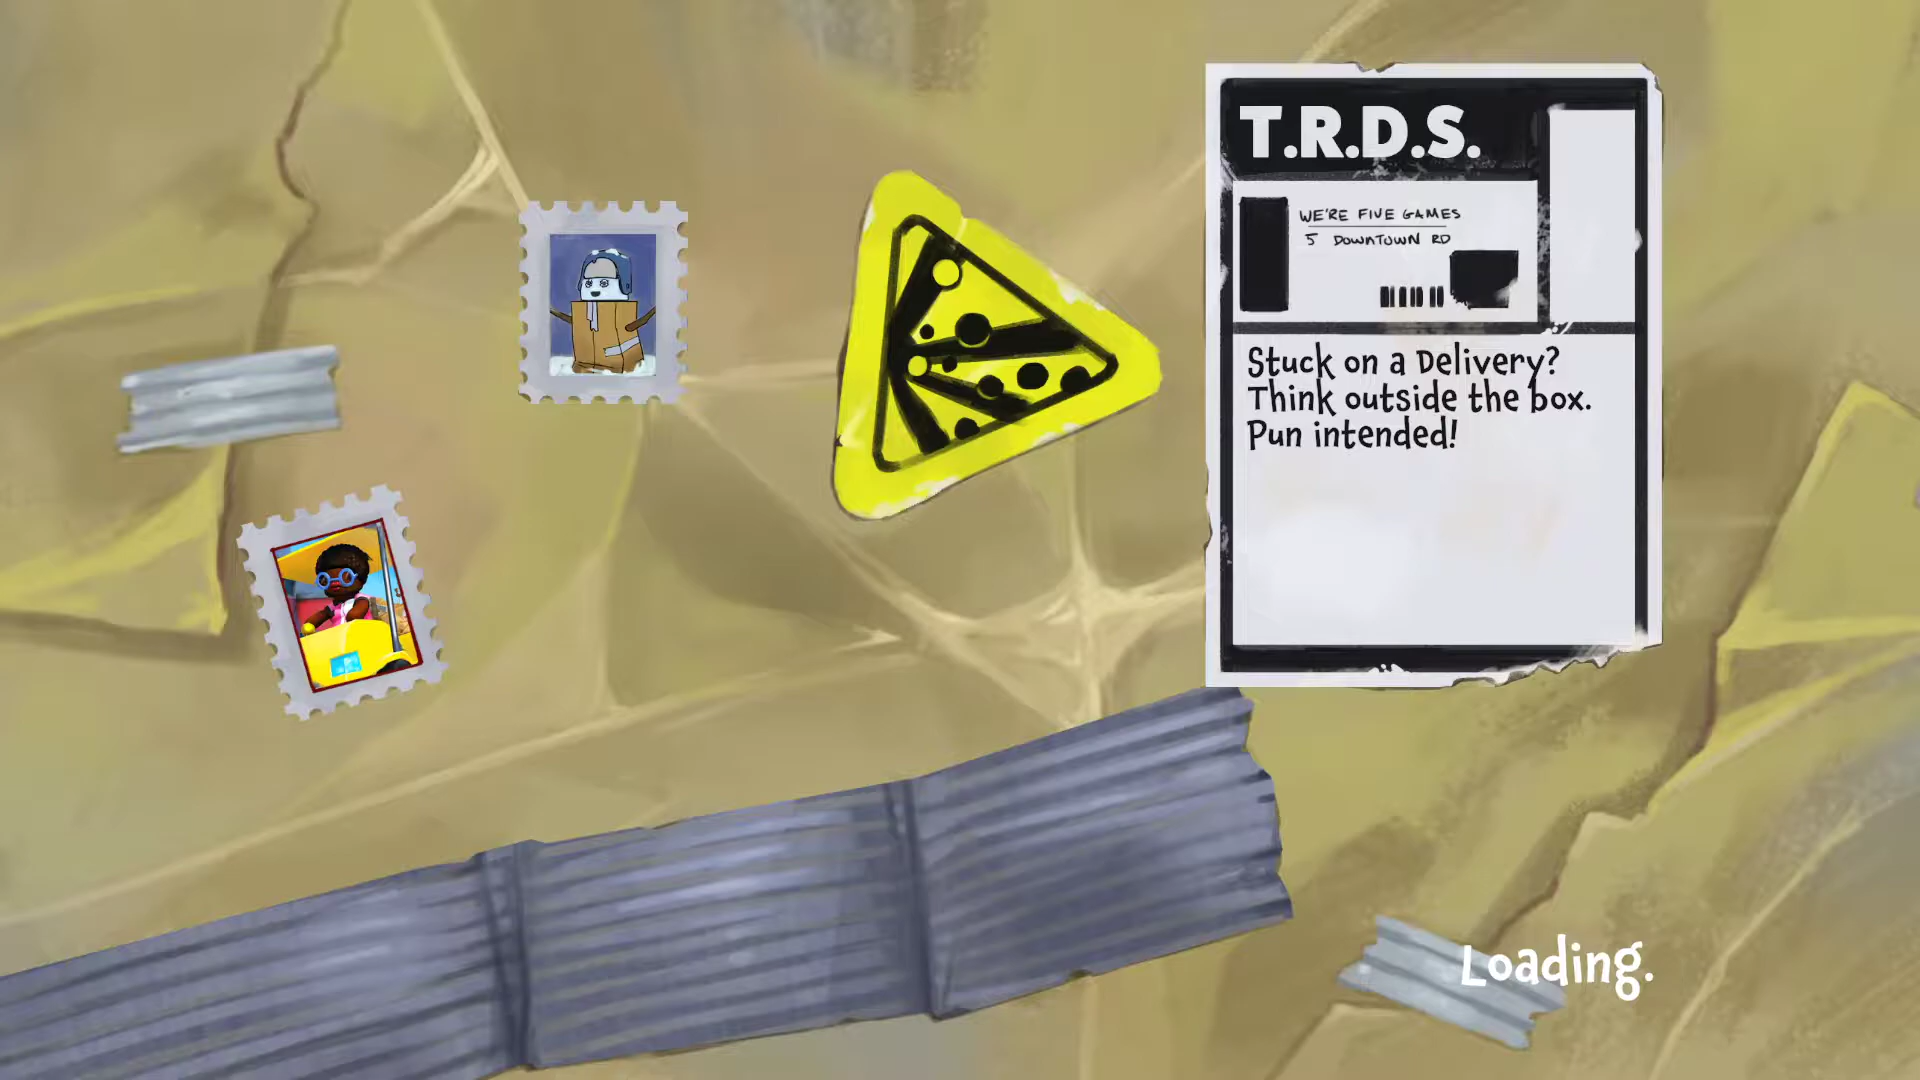 T.R.D.S.
WE'RE FIVE GAMES
5 DOWNTOWN RD
Stuck on a Delivery?
Think outside the box.
Pun intended!
Loading.